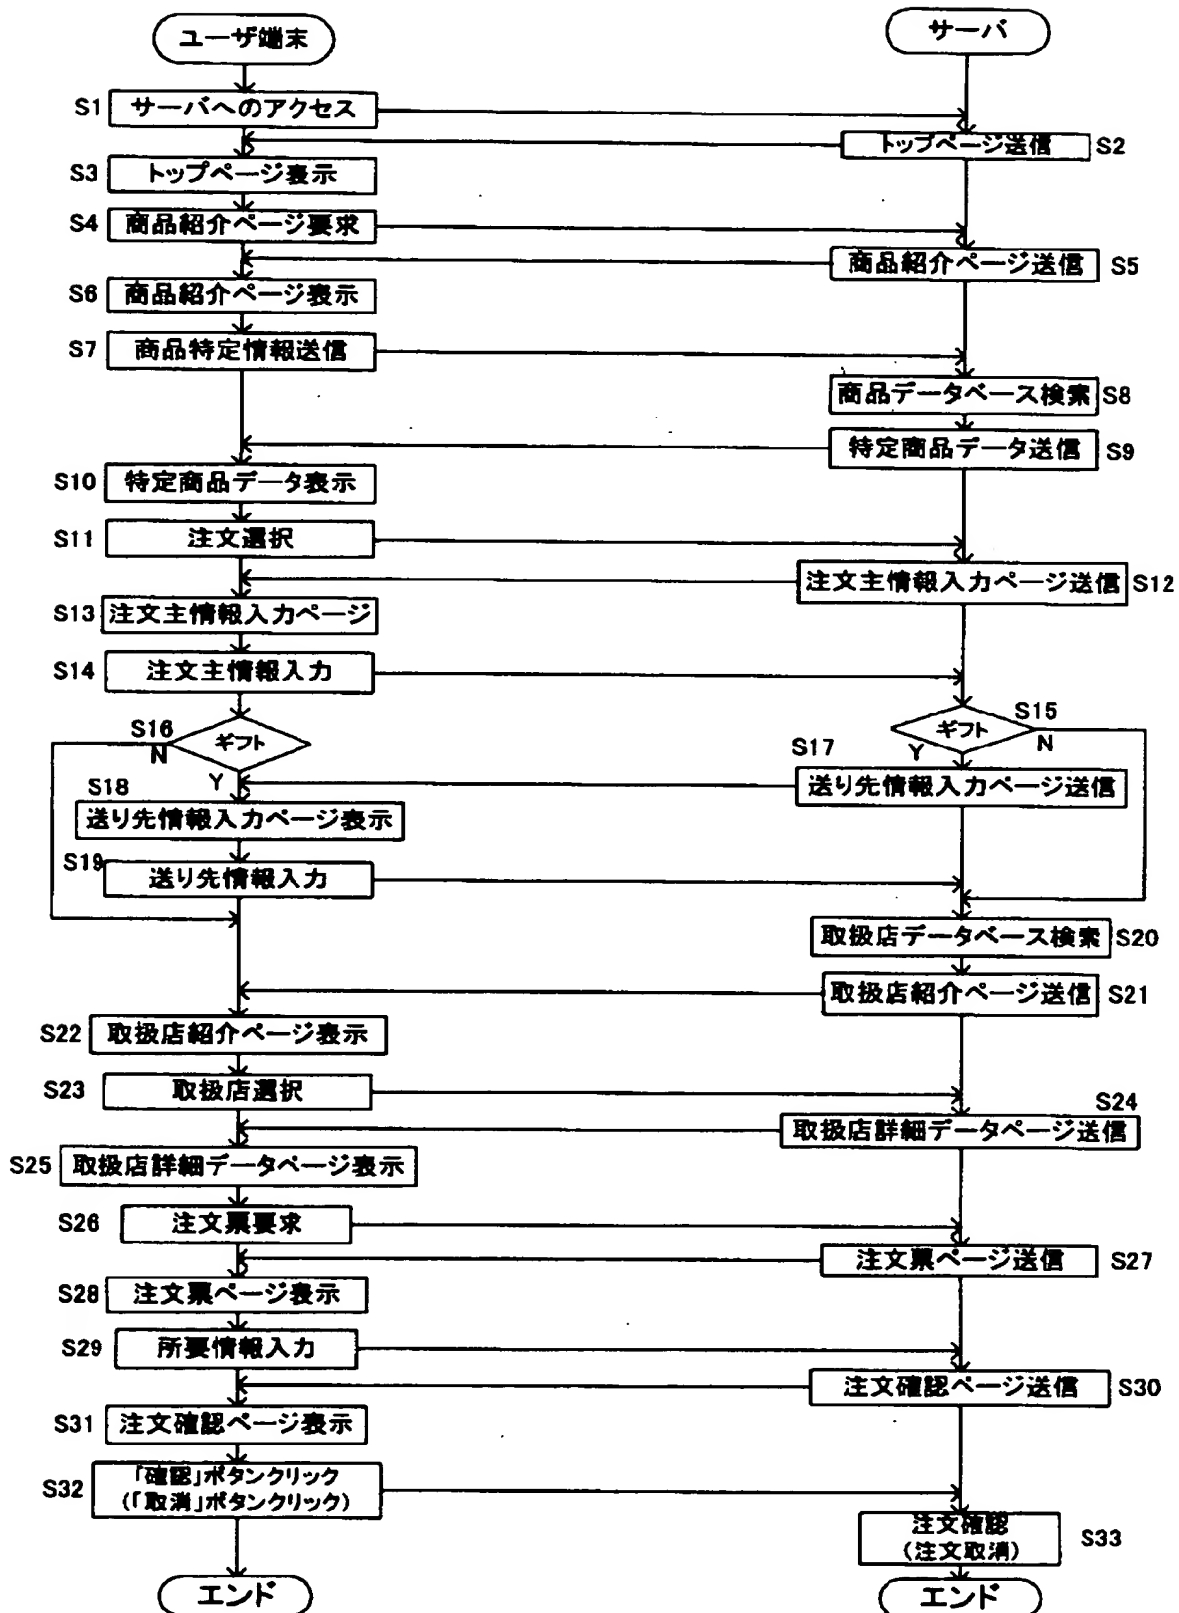 ユーザ端末
サーバ
S1 サーバへのアクセス
トップページ送信 S2
S3 トップページ表示
S4 商品紹介ページ要求
商品紹介ページ送信 S5
S6 商品紹介ページ表示
S7 商品特定情報送信
商品データベース検索 S8
特定商品データ送信 S9
S10 特定商品データ表示
S11 注文選択
注文主情報入力ページ送信 S12
S13 注文主情報入力ページ
S14 注文主情報入力
S16 ギフト N Y
S15 ギフト Y N
S17 送り先情報入力ページ送信
S18 送り先情報入力ページ表示
S19 送り先情報入力
取扱店データベース検索 S20
取扱店紹介ページ送信 S21
S22 取扱店紹介ページ表示
S23 取扱店選択
S24
取扱店詳細データページ送信
S25 取扱店詳細データページ表示
S26 注文票要求
注文票ページ送信 S27
S28 注文票ページ表示
S29 所要情報入力
注文確認ページ送信 S30
S31 注文確認ページ表示
S32 「確認」ボタンクリック
(「取消」ボタンクリック)
注文確認
(注文取消) S33
エンド
エンド